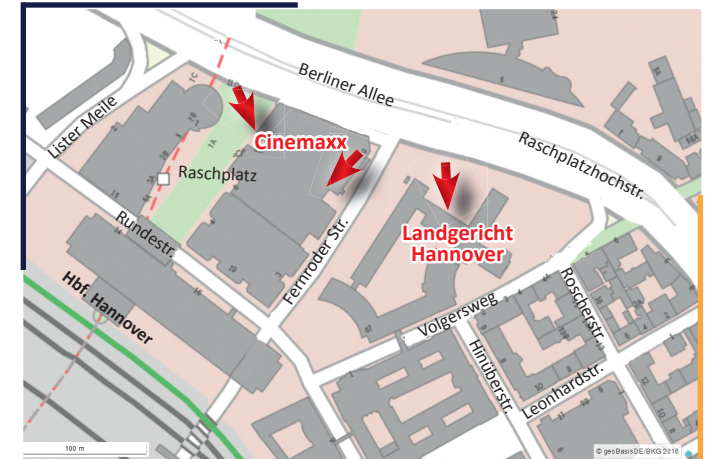 Berliner Allee
Lister Meile
Cinemaxx
Raschplatz
Raschplatzhochstr.
Rundestr.
Fernroder Str.
Landgericht
Hannover
Hbf. Hannover
Volgersweg
Roscherstr.
Hinüberstr.
Leonhardstr.
100 m
© geoBasisDE/BKG 2016